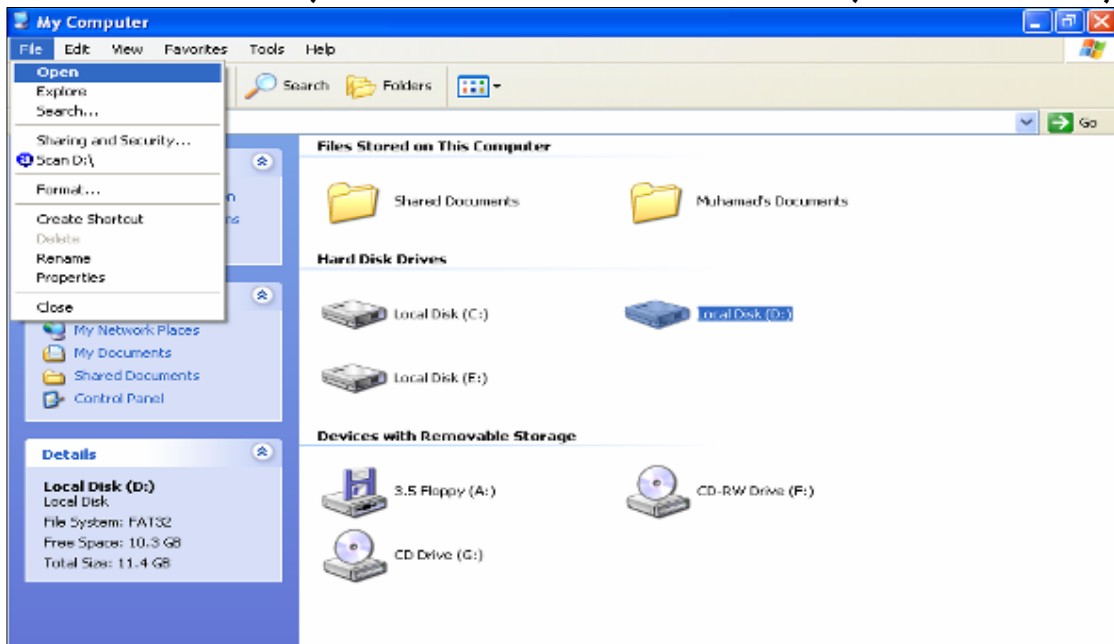 My Computer
File Edit View Favorites Tools Help
Open
Explore
Search...
Sharing and Security...
Scan D:\
Format...
Create Shortcut
Delete
Rename
Properties
Close
Search Folders
Go
Files Stored on This Computer
Shared Documents Muhamad's Documents
Hard Disk Drives
Local Disk (C:) Local Disk (D:)
Local Disk (E:)
Devices with Removable Storage
3.5 Floppy (A:) CD-RW Drive (F:)
CD Drive (G:)
My Network Places
My Documents
Shared Documents
Control Panel
Details
Local Disk (D:)
Local Disk
File System: FAT32
Free Space: 10.3 GB
Total Size: 11.4 GB